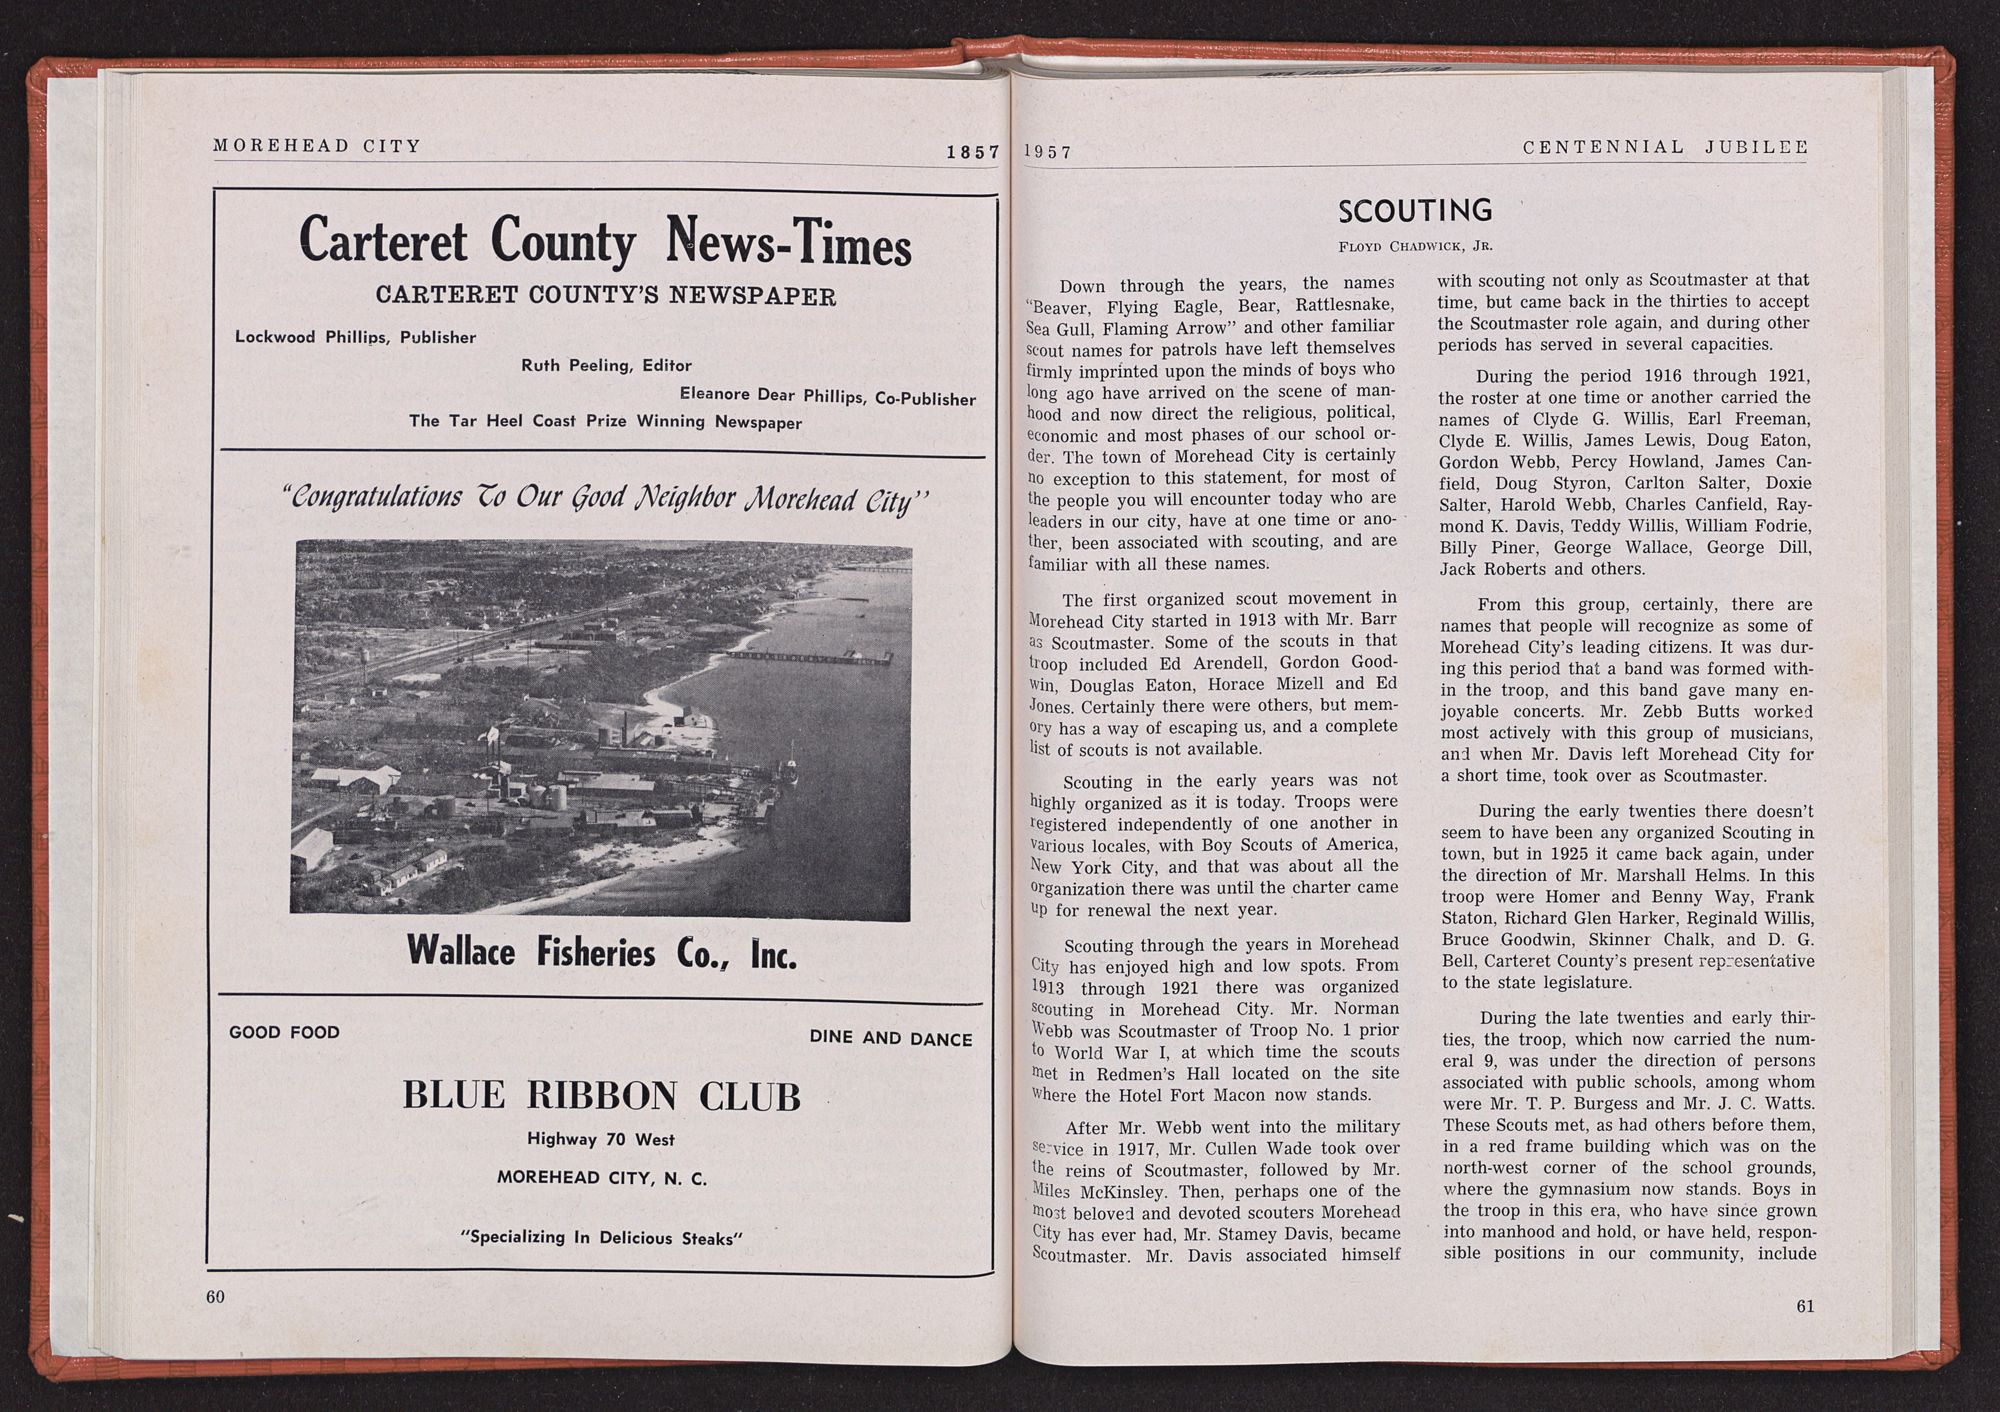 MOREHEAD CITY
1857
Carteret County News-Times
CARTERET COUNTY'S NEWSPAPER
Lockwood Phillips, Publisher
Ruth Peeling, Editor
Eleanore Dear Phillips, Co-Publisher
The Tar Heel Coast Prize Winning Newspaper
"Congratulations To Our Good Neighbor Morehead City"
Wallace Fisheries Co., Inc.
GOOD FOOD
DINE AND DANCE
BLUE RIBBON CLUB
Highway 70 West
MOREHEAD CITY, N. C.
"Specializing In Delicious Steaks"
60
1957
CENTENNIAL JUBILEE
SCOUTING
FLOYD CHADWICK, JR.
Down through the years, the names
"Beaver, Flying Eagle, Bear, Rattlesnake,
Sea Gull, Flaming Arrow" and other familiar
scout names for patrols have left themselves
firmly imprinted upon the minds of boys who
long ago have arrived on the scene of man-
hood and now direct the religious, political,
economic and most phases of our school or-
der. The town of Morehead City is certainly
no exception to this statement, for most of
the people you will encounter today who are
leaders in our city, have at one time or ano-
ther, been associated with scouting, and are
familiar with all these names.
The first organized scout movement in
Morehead City started in 1913 with Mr. Barr
as Scoutmaster. Some of the scouts in that
troop included Ed Arendell, Gordon Good-
win, Douglas Eaton, Horace Mizell and Ed
Jones. Certainly there were others, but mem-
ory has a way of escaping us, and a complete
list of scouts is not available.
Scouting in the early years was not
highly organized as it is today. Troops were
registered independently of one another in
various locales, with Boy Scouts of America,
New York City, and that was about all the
organization there was until the charter came
up for renewal the next year.
Scouting through the years in Morehead
City has enjoyed high and low spots. From
1913 through 1921 there was organized
scouting in Morehead City. Mr. Norman
Webb was Scoutmaster of Troop No. 1 prior
to World War I, at which time the scouts
met in Redmen's Hall located on the site
where the Hotel Fort Macon now stands.
After Mr. Webb went into the military
service in 1917, Mr. Cullen Wade took over
the reins of Scoutmaster, followed by Mr.
Miles McKinsley. Then, perhaps one of the
most beloved and devoted scouters Morehead
City has ever had, Mr. Stamey Davis, became
Scoutmaster. Mr. Davis associated himself
with scouting not only as Scoutmaster at that
time, but came back in the thirties to accept
the Scoutmaster role again, and during other
periods has served in several capacities.
During the period 1916 through 1921,
the roster at one time or another carried the
names of Clyde G. Willis, Earl Freeman,
Clyde E. Willis, James Lewis, Doug Eaton,
Gordon Webb, Percy Howland, James Can-
field, Doug Styron, Carlton Salter, Doxie
Salter, Harold Webb, Charles Canfield, Ray-
mond K. Davis, Teddy Willis, William Fodrie,
Billy Piner, George Wallace, George Dill,
Jack Roberts and others.
From this group, certainly, there are
names that people will recognize as some of
Morehead City's leading citizens. It was dur-
ing this period that a band was formed with-
in the troop, and this band gave many en-
joyable concerts. Mr. Zebb Butts worked
most actively with this group of musicians,
and when Mr. Davis left Morehead City for
a short time, took over as Scoutmaster.
During the early twenties there doesn't
seem to have been any organized Scouting in
town, but in 1925 it came back again, under
the direction of Mr. Marshall Helms. In this
troop were Homer and Benny Way, Frank
Staton, Richard Glen Harker, Reginald Willis,
Bruce Goodwin, Skinner Chalk, and D. G.
Bell, Carteret County's present representative
to the state legislature.
During the late twenties and early thir-
ties, the troop, which now carried the num-
eral 9, was under the direction of persons
associated with public schools, among whom
were Mr. T. P. Burgess and Mr. J. C. Watts.
These Scouts met, as had others before them,
in a red frame building which was on the
north-west corner of the school grounds,
where the gymnasium now stands. Boys in
the troop in this era, who have since grown
into manhood and hold, or have held, respon-
sible positions in our community, include
61